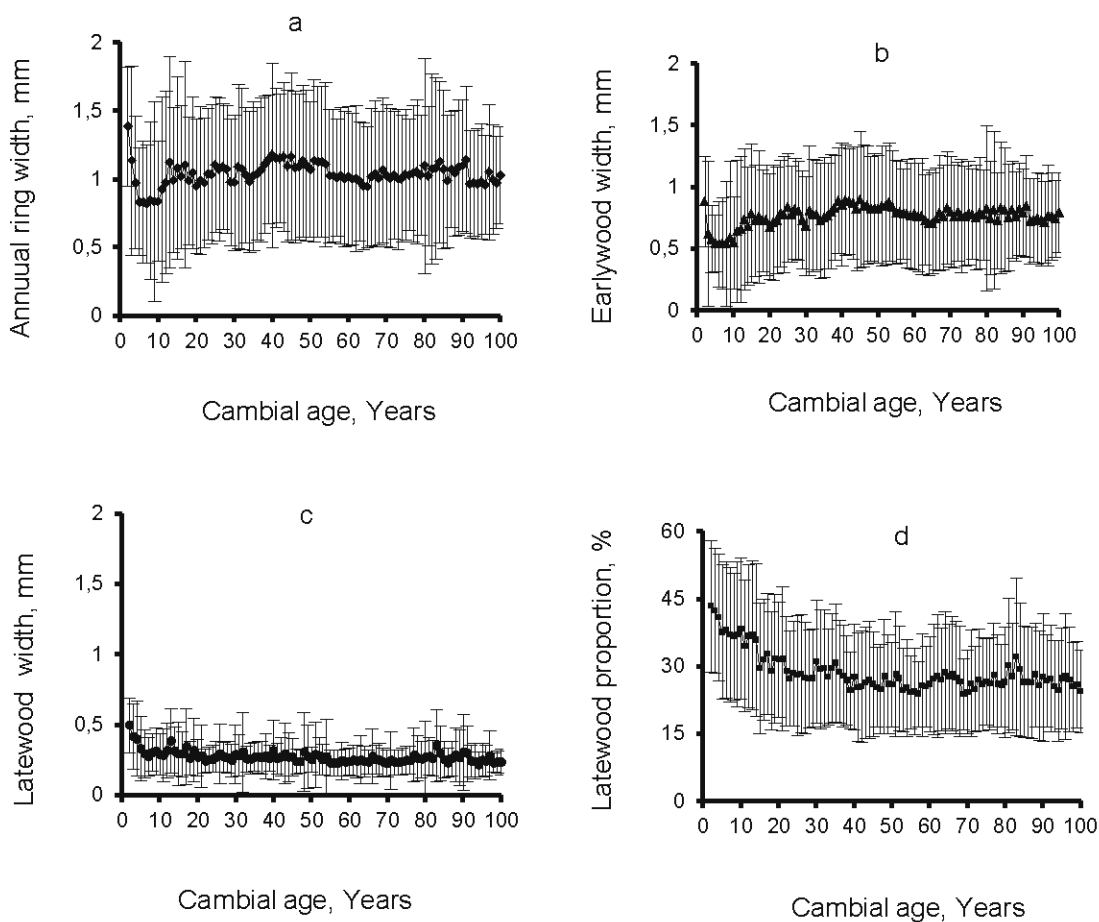 a
Annual ring width, mm
2
1,5
1
0,5
0
0 10 20 30 40 50 60 70 80 90 100
Cambial age, Years
b
Earlywood width, mm
2
1,5
1
0,5
0
0 10 20 30 40 50 60 70 80 90 100
Cambial age, Years
c
Latewood width, mm
2
1,5
1
0,5
0
0 10 20 30 40 50 60 70 80 90 100
Cambial age, Years
d
Latewood proportion, %
60
45
30
15
0
0 10 20 30 40 50 60 70 80 90 100
Cambial age, Years